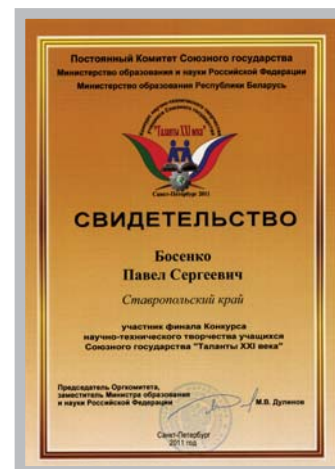 Постоянный Комитет Союзного государства
Министерство образования и науки Российской Федерации
Министерство образования Республики Беларусь
"Таланты XXI века"
Санкт-Петербург 2011
СВИДЕТЕЛЬСТВО
Босенко
Павел Сергеевич
Ставропольский край
участник финала Конкурса
научно-технического творчества учащихся
Союзного государства "Таланты XXI века"
Председатель Оргкомитета,
заместитель Министра образования
и науки Российской Федерации
М.В. Дулинов
Санкт-Петербург
2011 год